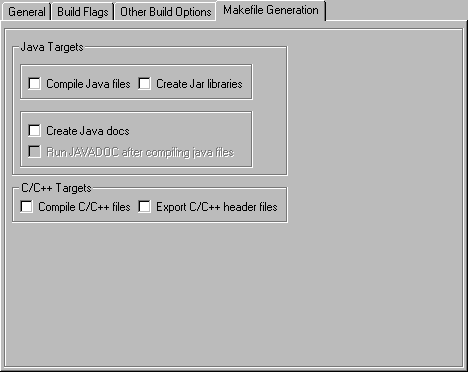 General Build Flags Other Build Options Makefile Generation
Java Targets
Compile Java files Create Jar libraries
Create Java docs
Run JAVADOC after compiling java files
C/C++ Targets
Compile C/C++ files Export C/C++ header files